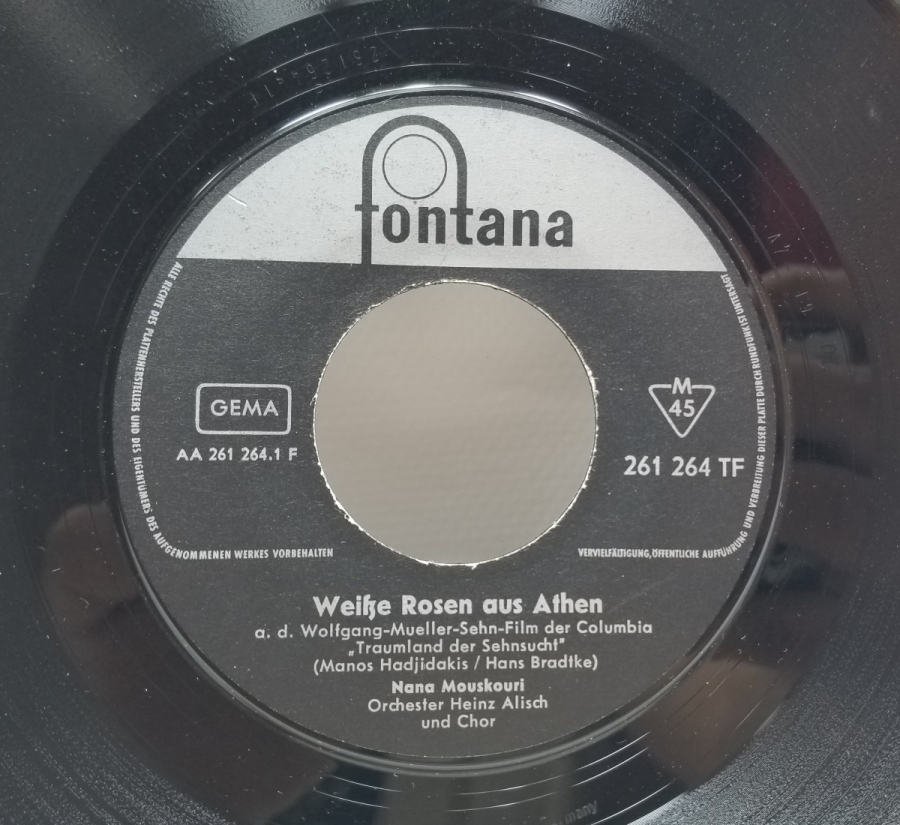 fontana
ALLE RECHTE DES PLATTENHERSTELLERS UND DES EIGENTÜMERS DES AUFGENOMMENEN WERKES VORBEHALTEN
GEMA
AA 261 264.1 F
M
45
261 264 TF
VERVIELFÄLTIGUNG, ÖFFENTLICHE AUFFÜHRUNG UND VERBREITUNG DIESER PLATTE DURCH RUNDFUNK IST UNTERSAGT
Weiße Rosen aus Athen
a. d. Wolfgang-Mueller-Sehn-Film der Columbia
„Traumland der Sehnsucht"
(Manos Hadjidakis / Hans Bradtke)
Nana Mouskouri
Orchester Heinz Alisch
und Chor